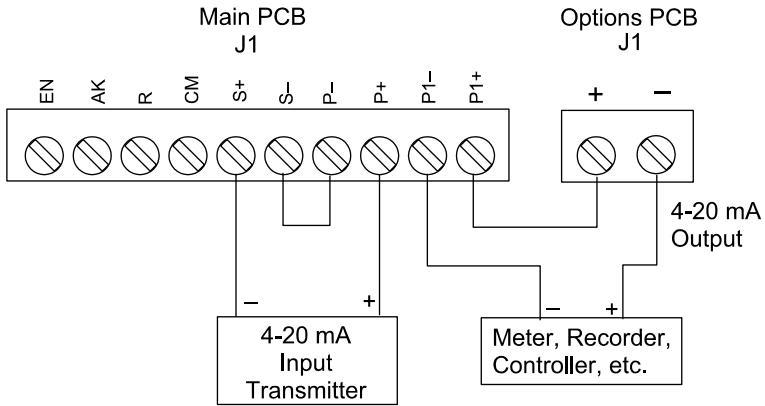 Main PCB
J1
Options PCB
J1
EN AK R CM S+ S– P– P+ P1– P1+
+ –
4-20 mA
Output
– +
4-20 mA
Input
Transmitter
– +
Meter, Recorder,
Controller, etc.